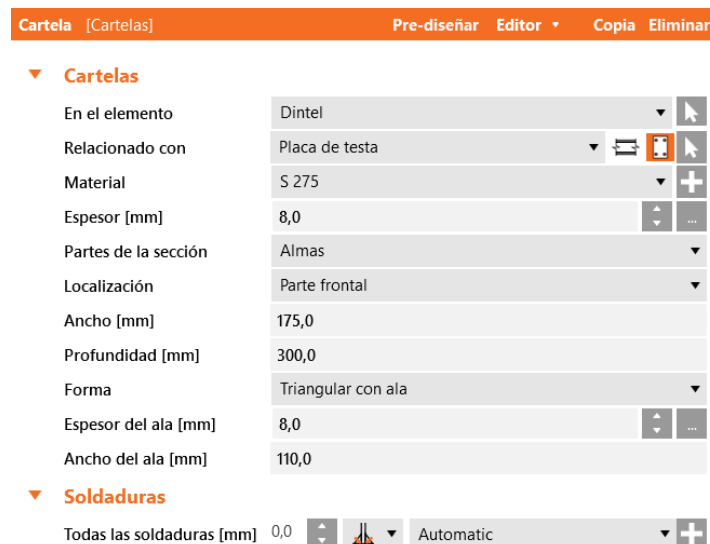 Cartela [Cartelas] Pre-diseñar Editor Copia Eliminar
Cartelas
En el elemento Dintel
Relacionado con Placa de testa
Material S 275
Espesor [mm] 8,0 ...
Partes de la sección Almas
Localización Parte frontal
Ancho [mm] 175,0
Profundidad [mm] 300,0
Forma Triangular con ala
Espesor del ala [mm] 8,0 ...
Ancho del ala [mm] 110,0
Soldaduras
Todas las soldaduras [mm] 0,0 Automatic